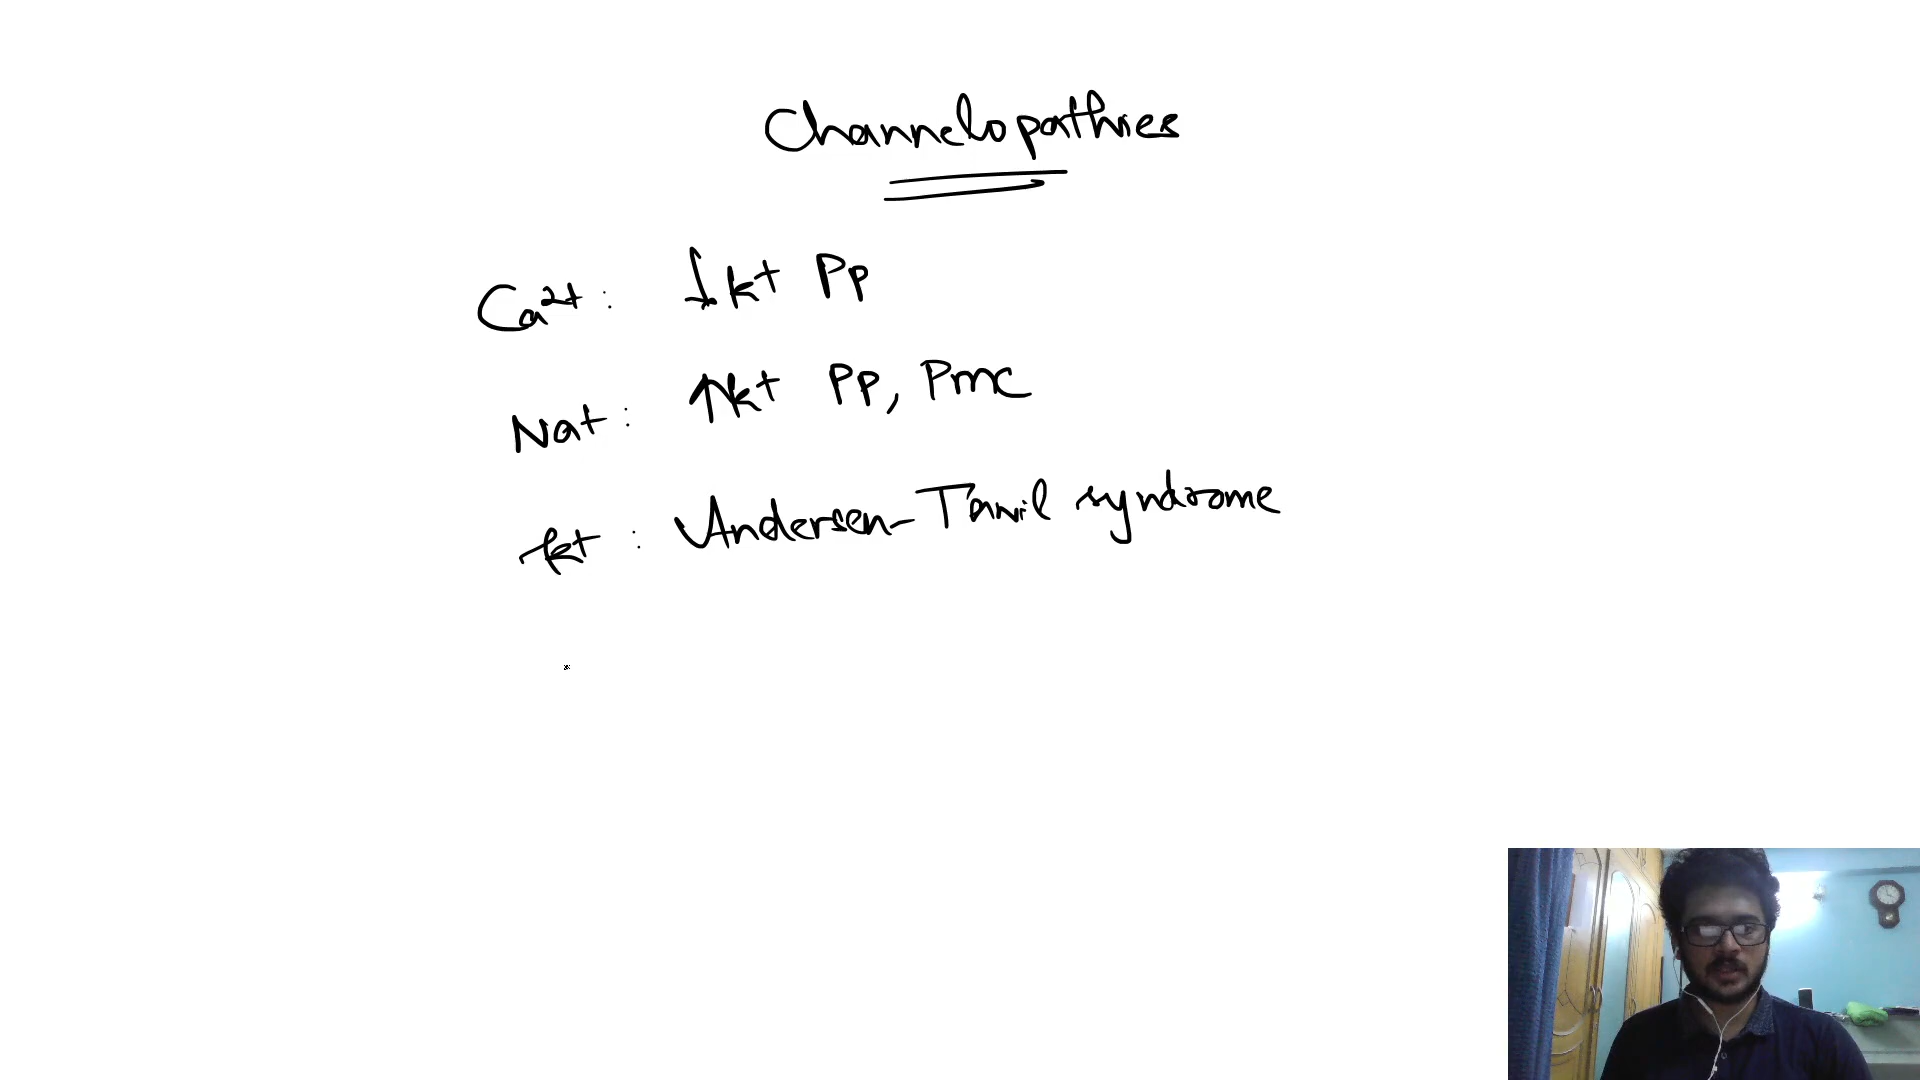 Channelopathies
Ca2+: ↓k+ Pp
Na+: ↑k+ Pp, Pmc
k+: Andersen-Tawil syndrome